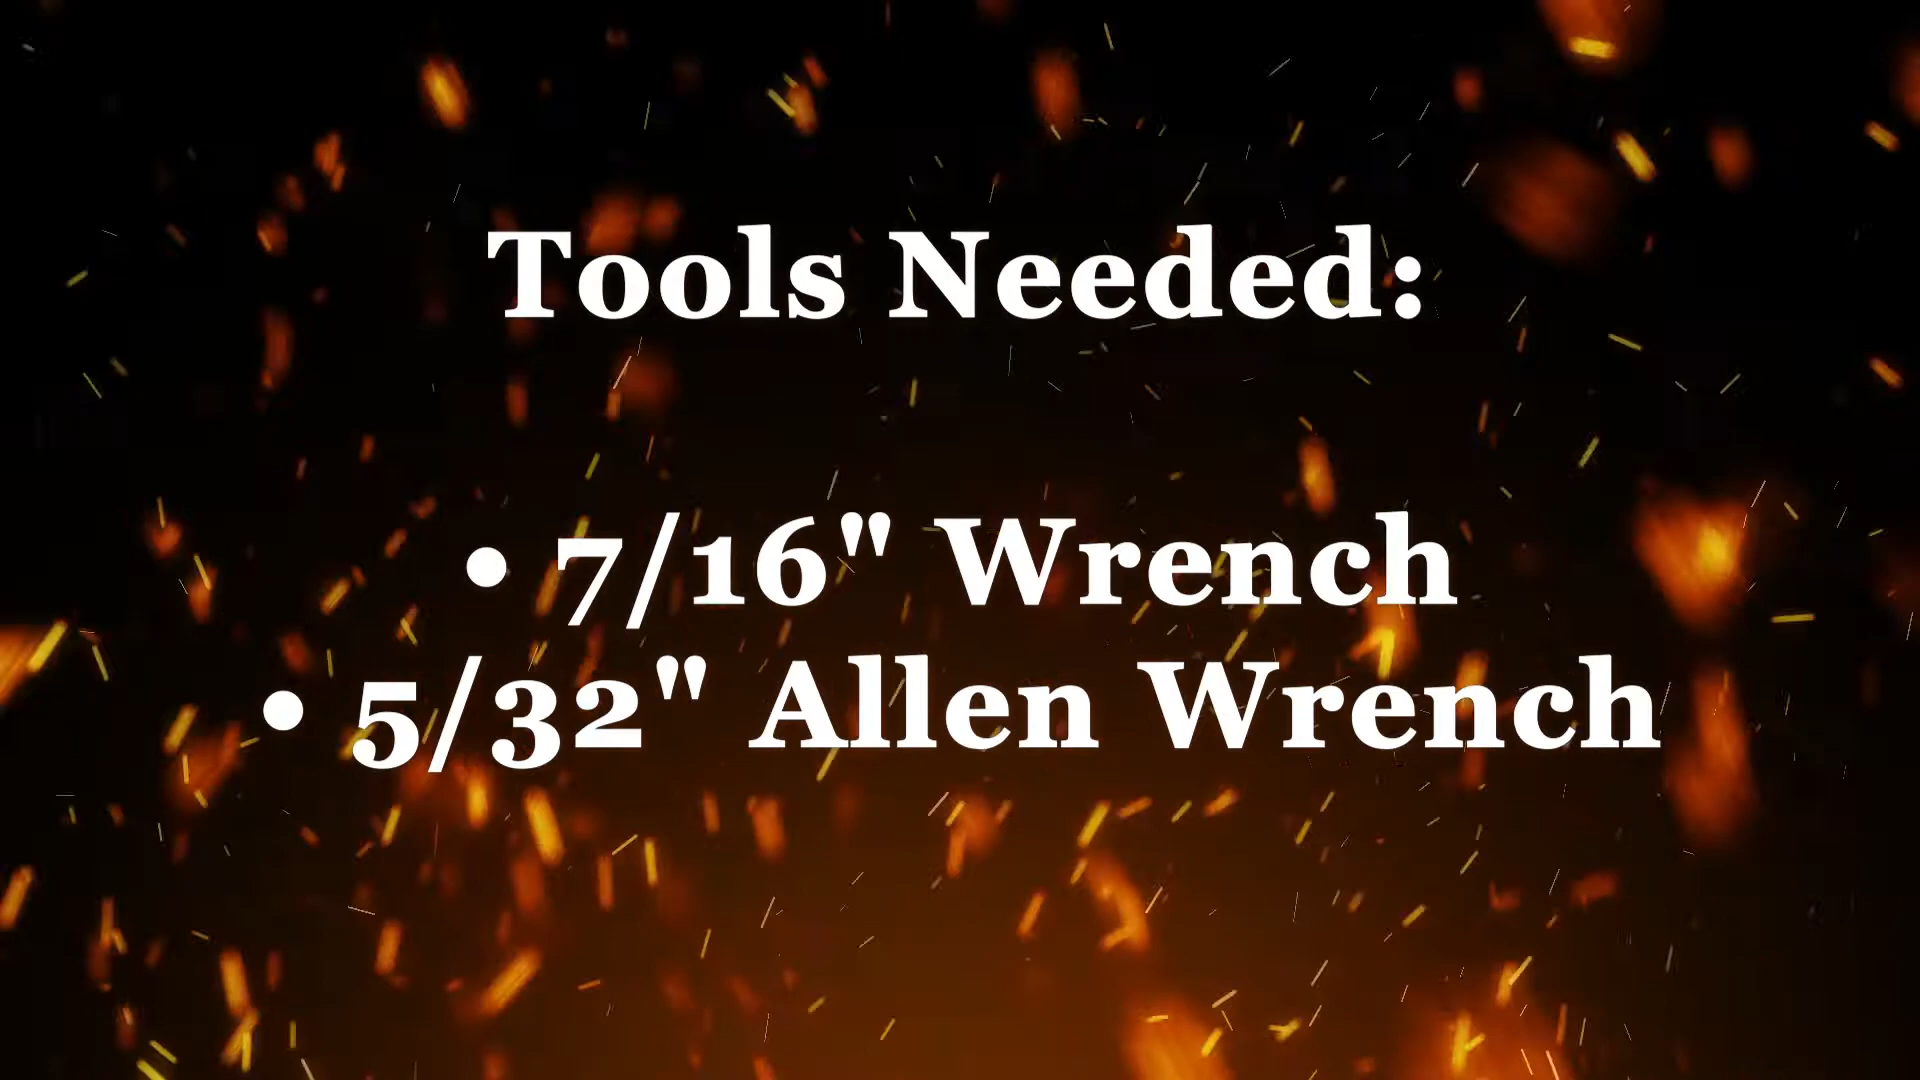 Tools Needed:
• 7/16" Wrench
• 5/32" Allen Wrench